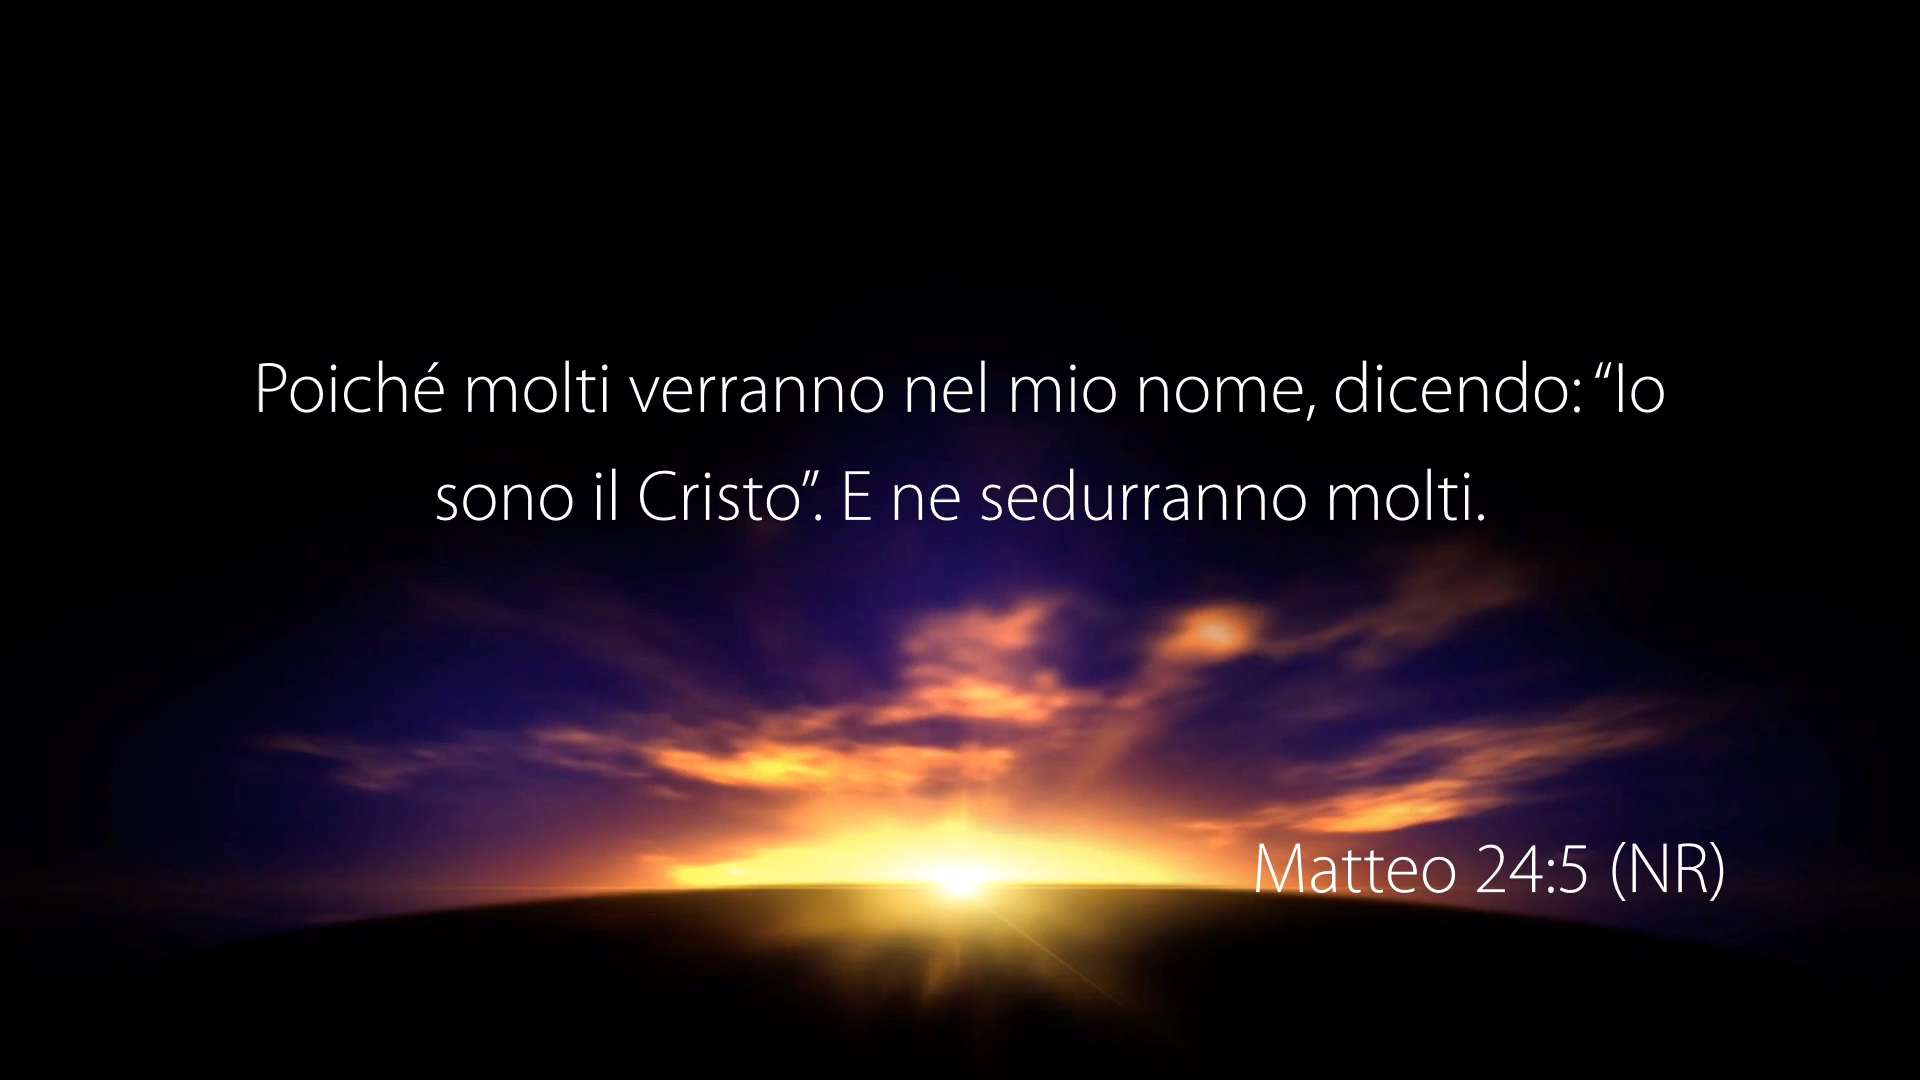 Poiché molti verranno nel mio nome, dicendo: “Io
sono il Cristo”. E ne sedurranno molti.
Matteo 24:5 (NR)